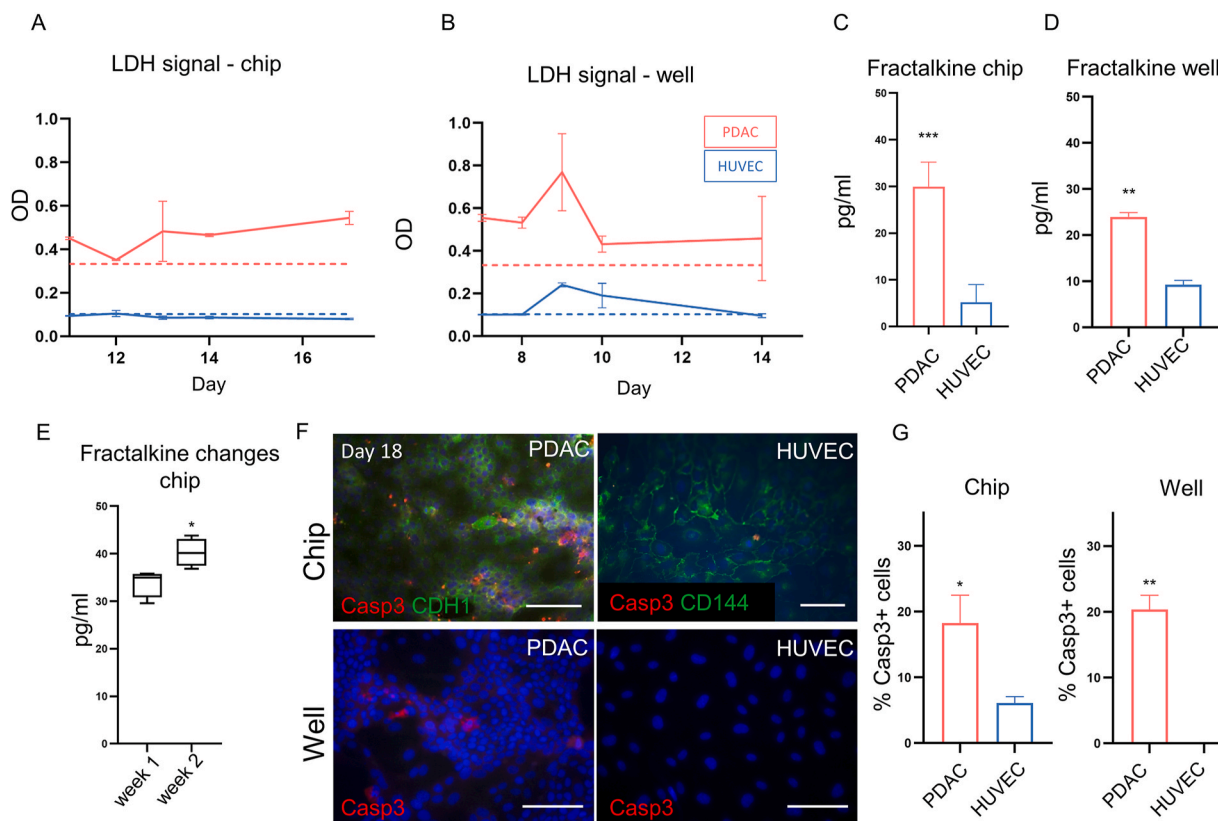 A
LDH signal - chip
1.0
0.8
0.6
0.4
0.2
0.0
OD
12
14
16
Day
B
LDH signal - well
1.0
0.8
0.6
0.4
0.2
0.0
OD
8
10
12
14
Day
PDAC
HUVEC
C
Fractalkine chip
50
40
30
20
10
0
pg/ml
***
PDAC
HUVEC
D
Fractalkine well
50
40
30
20
10
0
pg/ml
**
PDAC
HUVEC
E
Fractalkine changes
chip
50
40
30
20
10
0
pg/ml
*
week 1
week 2
F
Chip
Day 18
PDAC
Casp3 CDH1
HUVEC
Casp3 CD144
Well
PDAC
Casp3
HUVEC
Casp3
G
Chip
30
20
10
0
% Casp3+ cells
*
PDAC
HUVEC
Well
30
20
10
0
% Casp3+ cells
**
PDAC
HUVEC